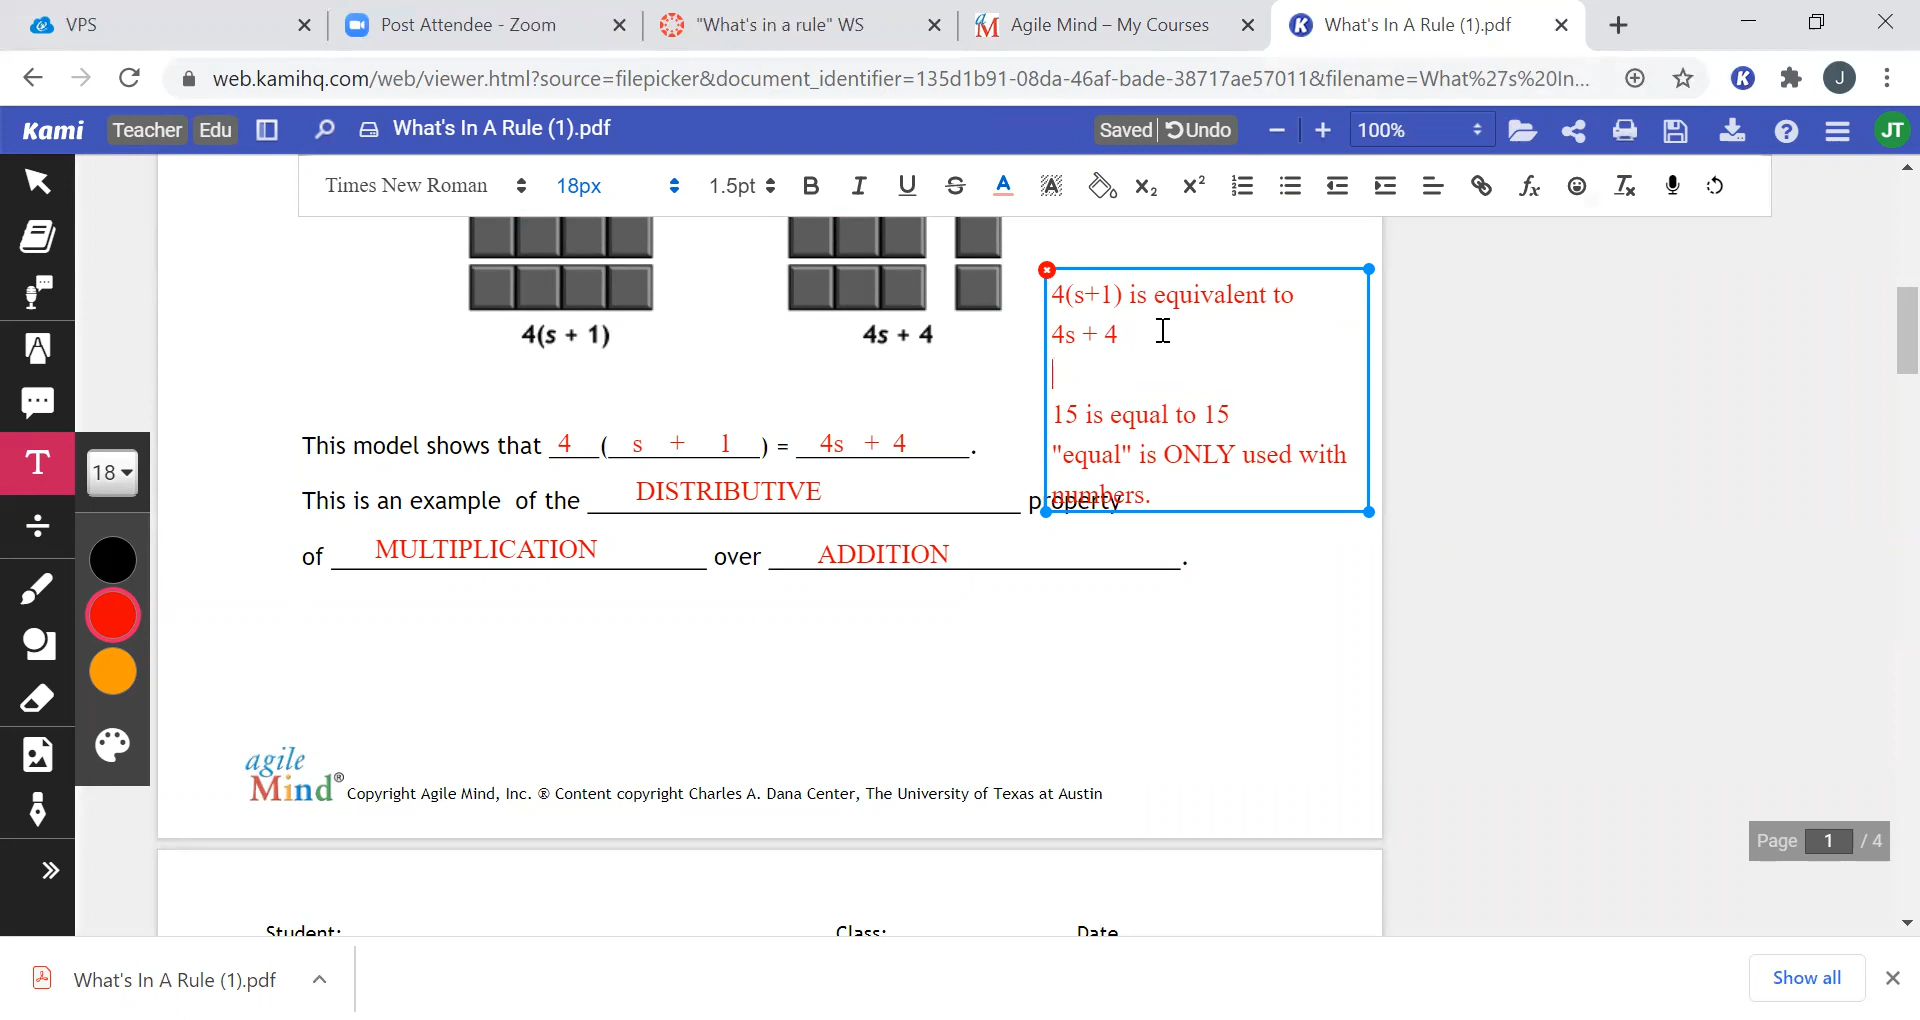 VPS
Post Attendee - Zoom
"What's in a rule" WS
Agile Mind – My Courses
What's In A Rule (1).pdf
web.kamihq.com/web/viewer.html?source=filepicker&document_identifier=135d1b91-08da-46af-bade-38717ae57011&filename=What%27s%20In...
J
Kami Teacher Edu What's In A Rule (1).pdf Saved Undo 100% JT
Times New Roman 18px 1.5pt
4(s+1) is equivalent to
4(s + 1) 4s + 4 4s + 4
15 is equal to 15
This model shows that 4 ( s + 1 ) = 4s + 4 .
"equal" is ONLY used with
numbers.
This is an example of the DISTRIBUTIVE property
of MULTIPLICATION over ADDITION .
18
agile
Mind® Copyright Agile Mind, Inc. ® Content copyright Charles A. Dana Center, The University of Texas at Austin
Page 1 / 4
Student: Class: Date
What's In A Rule (1).pdf
Show all